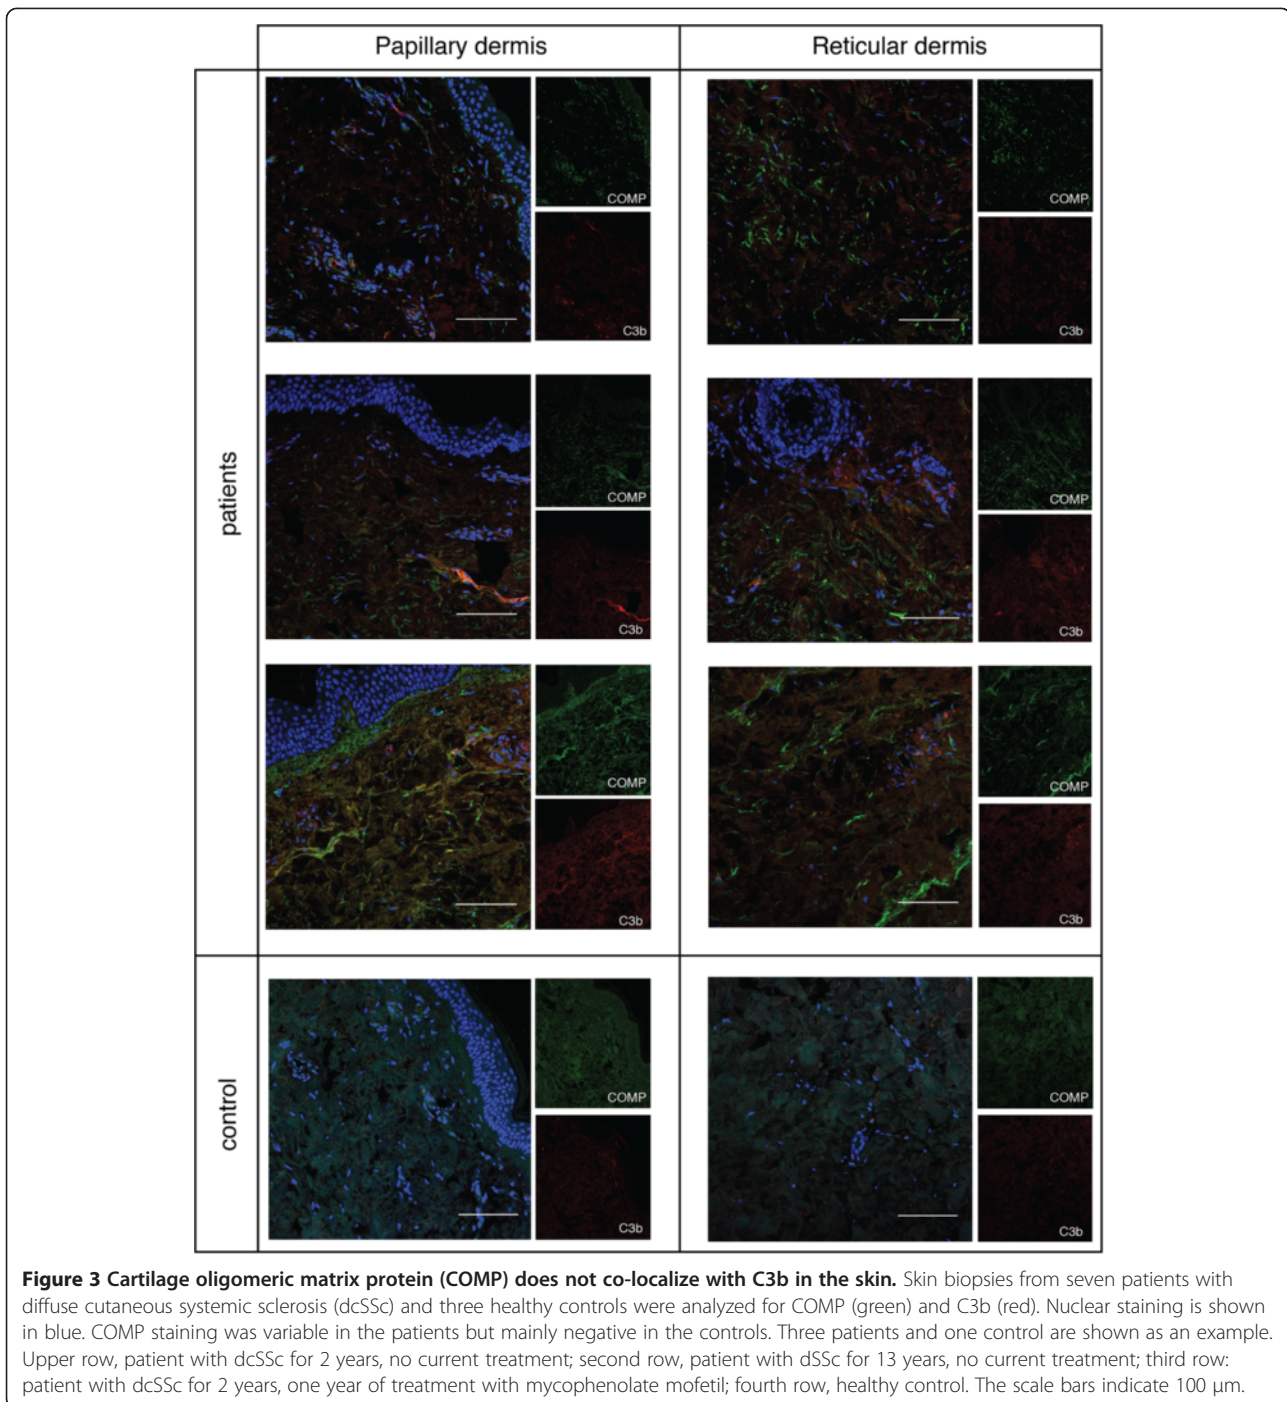 Papillary dermis
Reticular dermis
patients
COMP
C3b
COMP
C3b
COMP
C3b
COMP
C3b
COMP
C3b
COMP
C3b
control
COMP
C3b
COMP
C3b
Figure 3 Cartilage oligomeric matrix protein (COMP) does not co-localize with C3b in the skin. Skin biopsies from seven patients with
diffuse cutaneous systemic sclerosis (dcSSc) and three healthy controls were analyzed for COMP (green) and C3b (red). Nuclear staining is shown
in blue. COMP staining was variable in the patients but mainly negative in the controls. Three patients and one control are shown as an example.
Upper row, patient with dcSSc for 2 years, no current treatment; second row, patient with dSSc for 13 years, no current treatment; third row:
patient with dcSSc for 2 years, one year of treatment with mycophenolate mofetil; fourth row, healthy control. The scale bars indicate 100 μm.